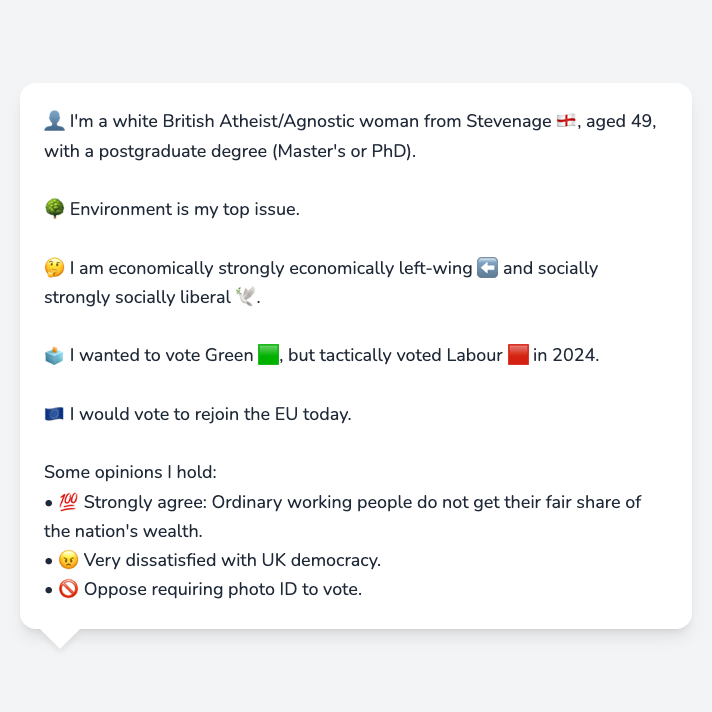 👤 I'm a white British Atheist/Agnostic woman from Stevenage 🏴󠁧󠁢󠁥󠁮󠁧󠁿, aged 49,
with a postgraduate degree (Master's or PhD).
🌳 Environment is my top issue.
🤔 I am economically strongly economically left-wing ⬅️ and socially
strongly socially liberal 🕊️.
🗳️ I wanted to vote Green 🟩, but tactically voted Labour 🟥 in 2024.
🇪🇺 I would vote to rejoin the EU today.
Some opinions I hold:
• 💯 Strongly agree: Ordinary working people do not get their fair share of
the nation's wealth.
• 😠 Very dissatisfied with UK democracy.
• 🚫 Oppose requiring photo ID to vote.